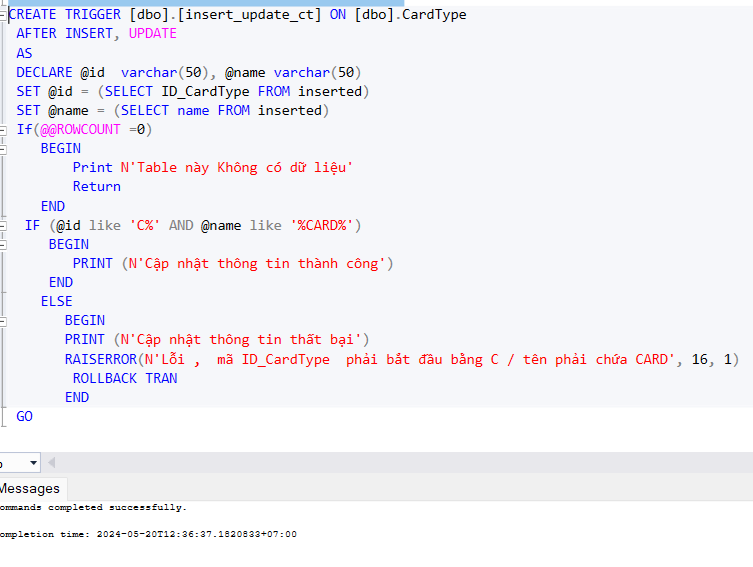 CREATE TRIGGER [dbo].[insert_update_ct] ON [dbo].CardType
AFTER INSERT, UPDATE
AS
DECLARE @id  varchar(50), @name varchar(50)
SET @id = (SELECT ID_CardType FROM inserted)
SET @name = (SELECT name FROM inserted)
If(@@ROWCOUNT =0)
BEGIN
Print N'Table này Không có dữ liệu'
Return
END
IF (@id like 'C%' AND @name like '%CARD%')
BEGIN
PRINT (N'Cập nhật thông tin thành công')
END
ELSE
BEGIN
PRINT (N'Cập nhật thông tin thất bại')
RAISERROR(N'Lỗi ,  mã ID_CardType  phải bắt đầu bằng C / tên phải chứa CARD', 16, 1)
ROLLBACK TRAN
END
GO
Messages
ommands completed successfully.
ompletion time: 2024-05-20T12:36:37.1820833+07:00